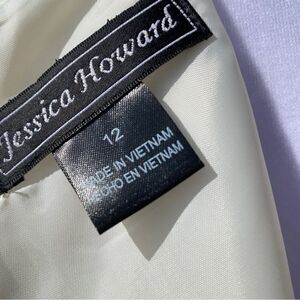 Jessica Howard
12
MADE IN VIETNAM
HECHO EN VIETNAM